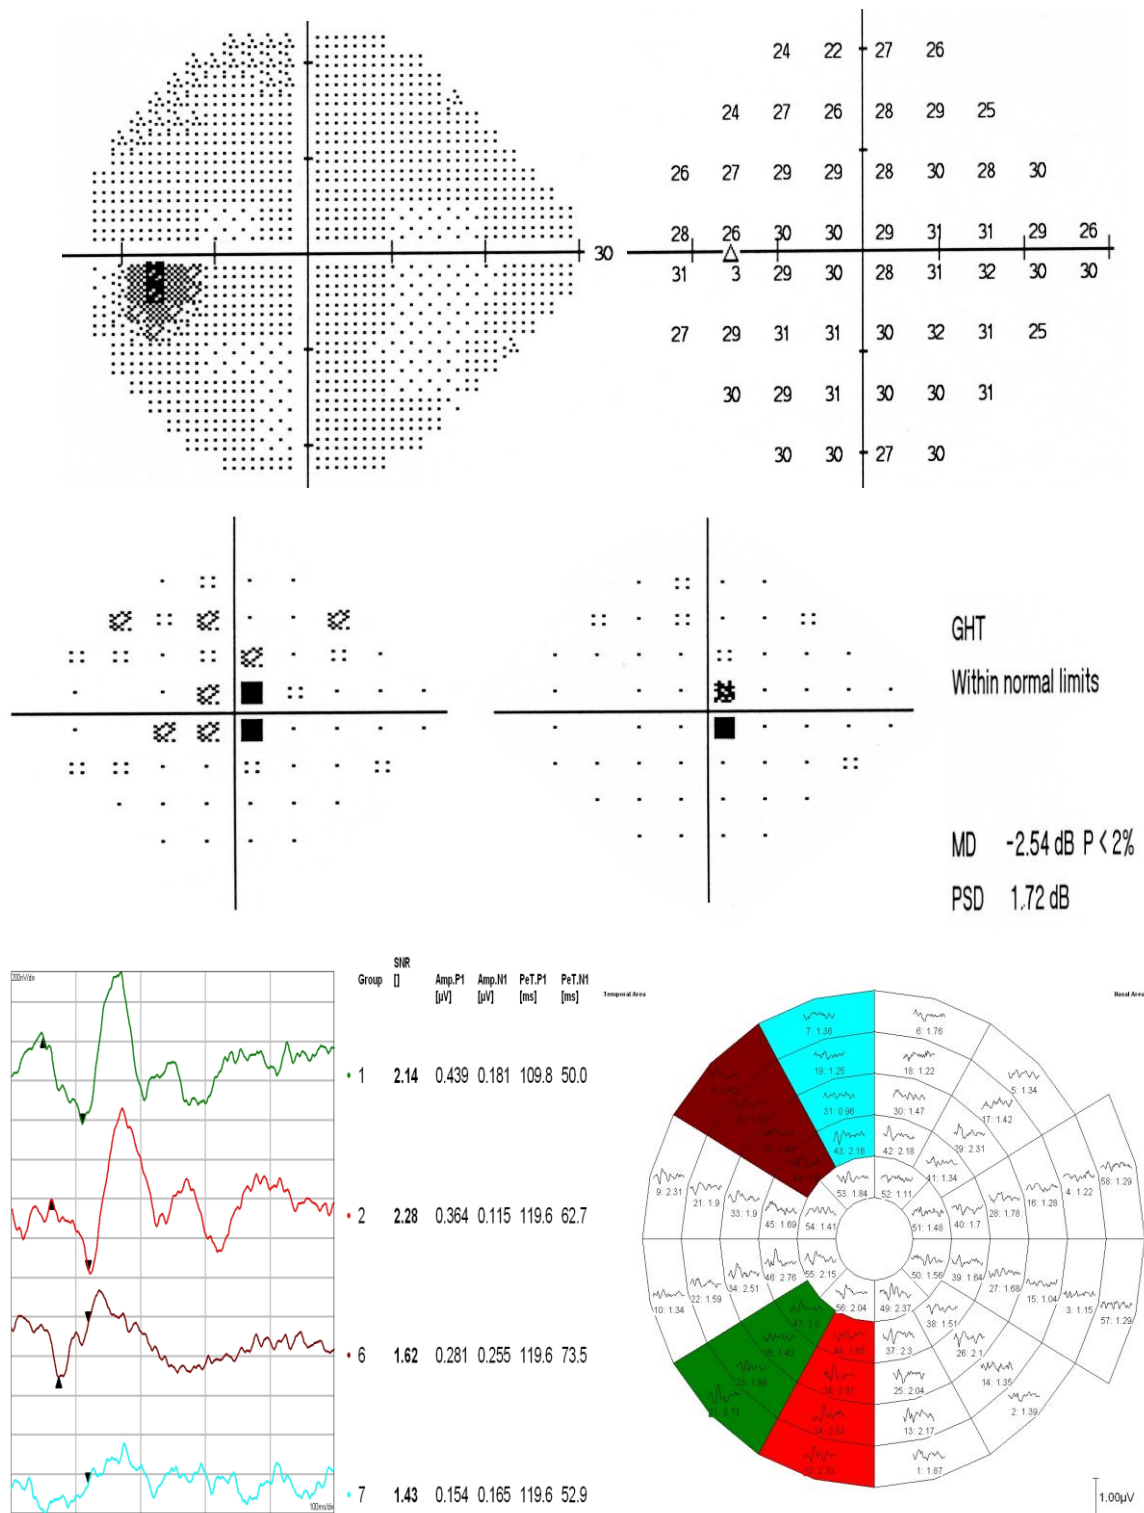 24 22 27 26
24 27 26 28 29 25
26 27 29 29 28 30 28 30
28 26 30 30 29 31 31 29 26
30
31 3 29 30 28 31 32 30 30
27 29 31 31 30 32 31 25
30 29 31 30 30 31
30 30 27 30
GHT
Within normal limits
MD -2.54 dB P < 2%
PSD 1.72 dB
Group SNR [] Amp.P1 [µV] Amp.N1 [µV] PeT.P1 [ms] PeT.N1 [ms]
1 2.14 0.439 0.181 109.8 50.0
2 2.28 0.364 0.115 119.6 62.7
6 1.62 0.281 0.255 119.6 73.5
7 1.43 0.154 0.165 119.6 52.9
100ms/div
Temporal Area
Nasal Area
7: 1.36
6: 1.76
19: 1.25
18: 1.22
5: 1.34
31: 0.96
30: 1.47
17: 1.42
43: 2.16
42: 2.18
29: 2.31
41: 1.34
53: 1.84
52: 1.11
58: 1.29
4: 1.22
16: 1.28
28: 1.78
40: 1.7
51: 1.48
9: 2.31
21: 1.9
33: 1.9
45: 1.69
54: 1.41
55: 2.15
46: 2.76
34: 2.51
22: 1.59
10: 1.34
50: 1.56
39: 1.64
27: 1.68
15: 1.04
3: 1.15
57: 1.29
56: 2.04
49: 2.37
38: 1.51
26: 2.1
14: 1.35
2: 1.39
37: 2.3
25: 2.04
13: 2.17
1: 1.87
35: 1.43
23: 1.99
48: 1.65
1.00µV